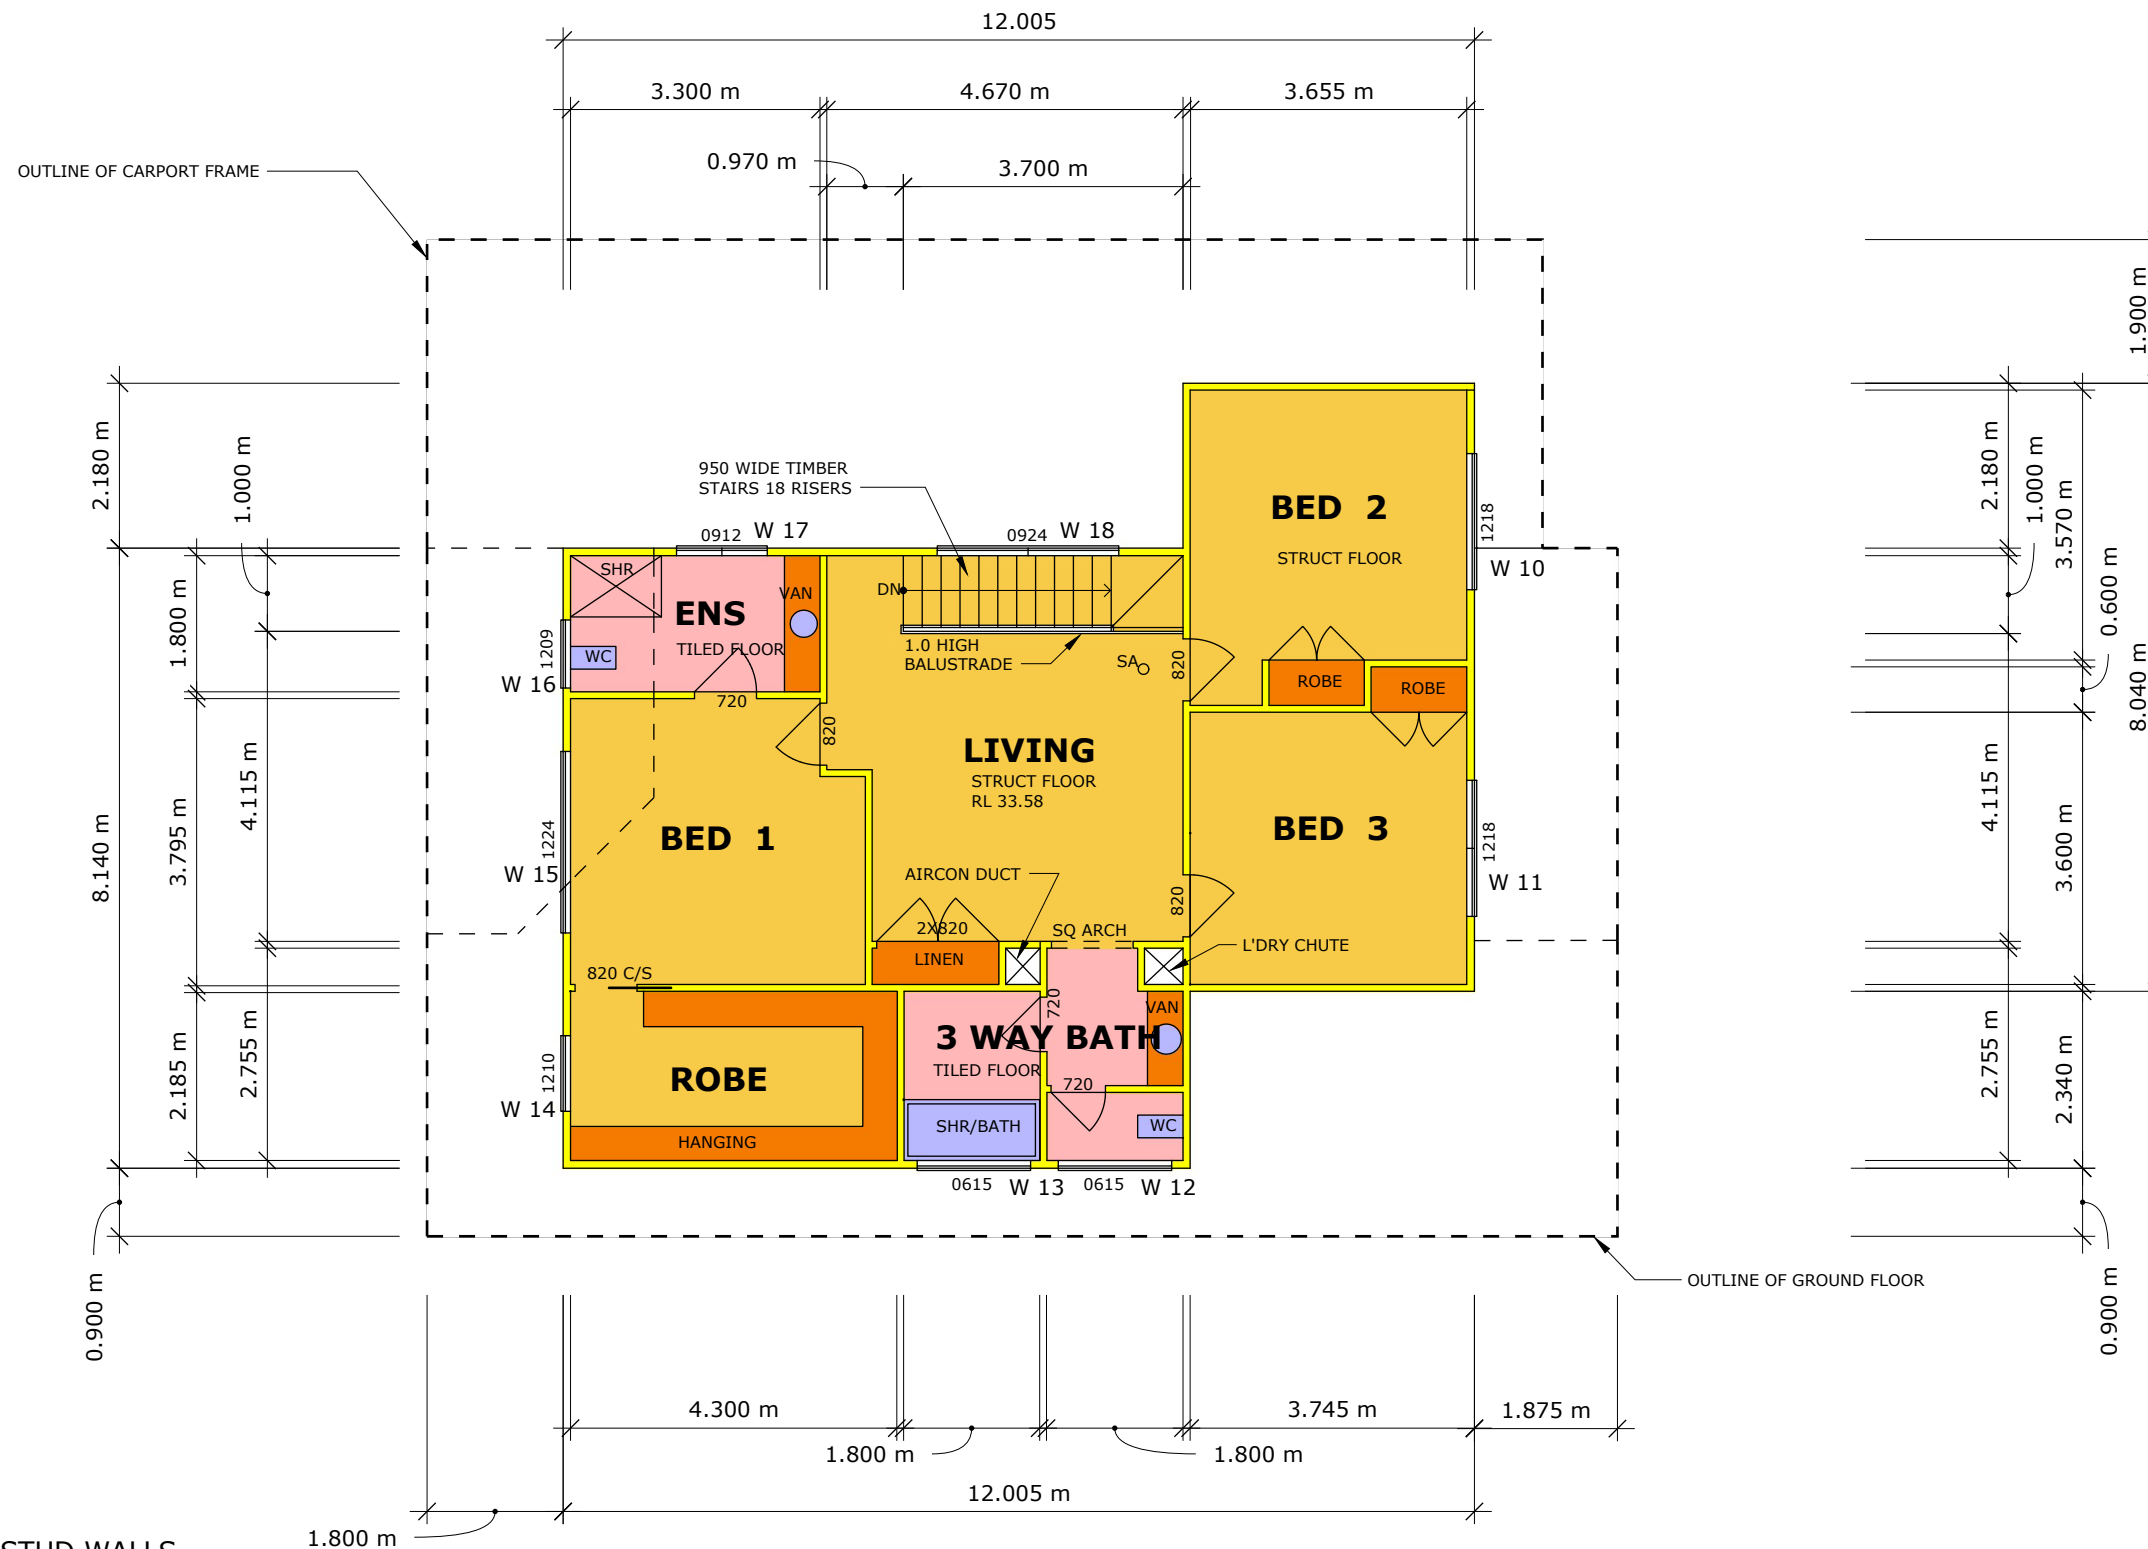 12.005
3.300 m
4.670 m
3.655 m
0.970 m
3.700 m
OUTLINE OF CARPORT FRAME
1.900 m
2.180 m
1.000 m
950 WIDE TIMBER
STAIRS 18 RISERS
0912
W 17
0924
W 18
BED 2
STRUCT FLOOR
1218
W 10
2.180 m
1.000 m
3.570 m
SHR
VAN
ENS
TILED FLOOR
WC
1209
W 16
720
DN
1.0 HIGH
BALUSTRADE
SA
820
ROBE
ROBE
1.800 m
0.600 m
8.040 m
820
LIVING
STRUCT FLOOR
RL 33.58
BED 1
BED 3
1224
W 15
1218
W 11
8.140 m
3.795 m
4.115 m
4.115 m
3.600 m
AIRCON DUCT
820
2X820
SQ ARCH
L'DRY CHUTE
LINEN
820 C/S
720
VAN
3 WAY BATH
TILED FLOOR
720
ROBE
1210
W 14
HANGING
SHR/BATH
WC
2.185 m
2.755 m
2.755 m
2.340 m
0615
W 13
0615
W 12
0.900 m
OUTLINE OF GROUND FLOOR
0.900 m
4.300 m
3.745 m
1.875 m
1.800 m
1.800 m
12.005 m
1.800 m
STUD WALLS